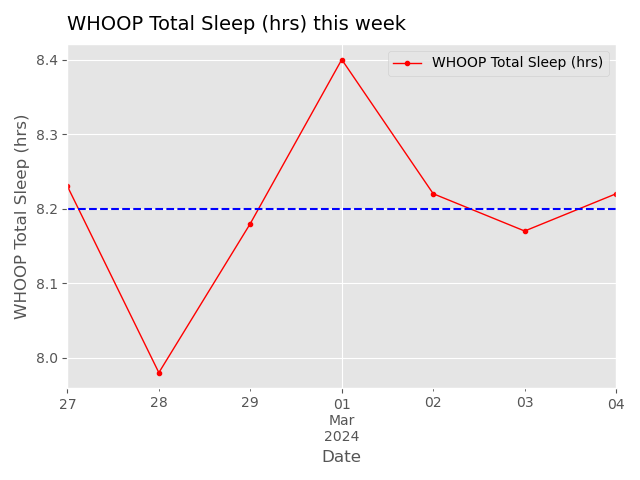 WHOOP Total Sleep (hrs) this week
WHOOP Total Sleep (hrs)
WHOOP Total Sleep (hrs)
8.4
8.3
8.2
8.1
8.0
27
28
29
01
02
03
04
Mar
2024
Date